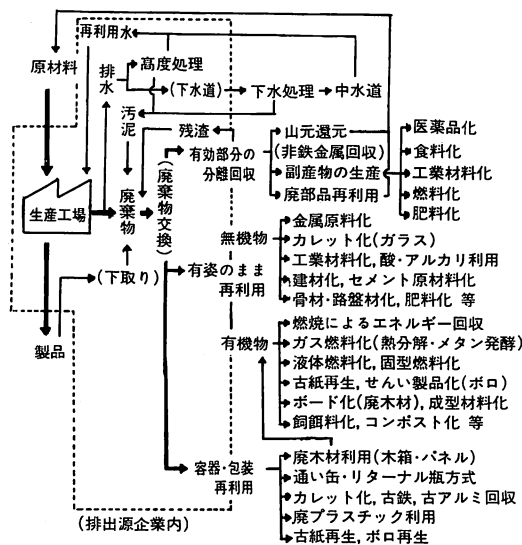 再利用水
原材料
排水
高度処理
(下水道)
下水処理
中水道
汚泥
残渣
有効部分の
分離回収
山元還元
(非鉄金属回収)
副産物の生産
廃部品再利用
医薬品化
食料化
工業材料化
燃料化
肥料化
生産工場
廃棄物
(廃棄物交換)
(下取り)
製品
有姿のまま
再利用
無機物
金属原料化
カレット化(ガラス)
工業材料化, 酸・アルカリ利用
建材化, セメント原材料化
骨材・路盤材化, 肥料化 等
有機物
燃焼によるエネルギー回収
ガス燃料化(熱分解・メタン発酵)
液体燃料化, 固型燃料化
古紙再生, せんい製品化(ボロ)
ボード化(廃木材), 成型材料化
飼餌料化, コンポスト化 等
容器・包装
再利用
廃木材利用(木箱・パネル)
通い缶・リターナル瓶方式
カレット化, 古鉄, 古アルミ回収
廃プラスチック利用
古紙再生, ボロ再生
(排出源企業内)